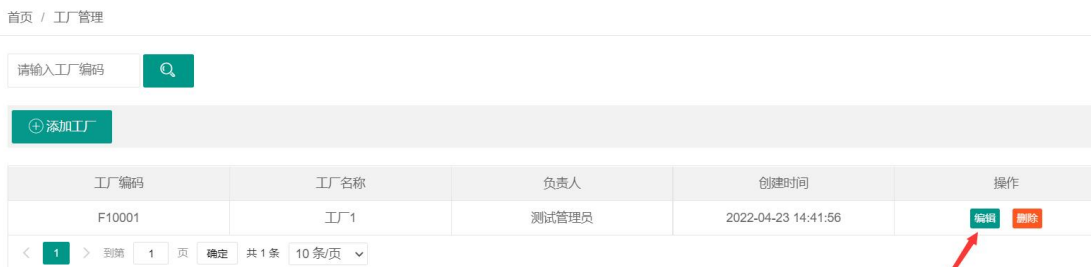 首页 / 工厂管理
请输入工厂编码
添加工厂
工厂编码 工厂名称 负责人 创建时间 操作
F10001 工厂1 测试管理员 2022-04-23 14:41:56 编辑 删除
1 到第 1 页 确定 共1条 10条/页